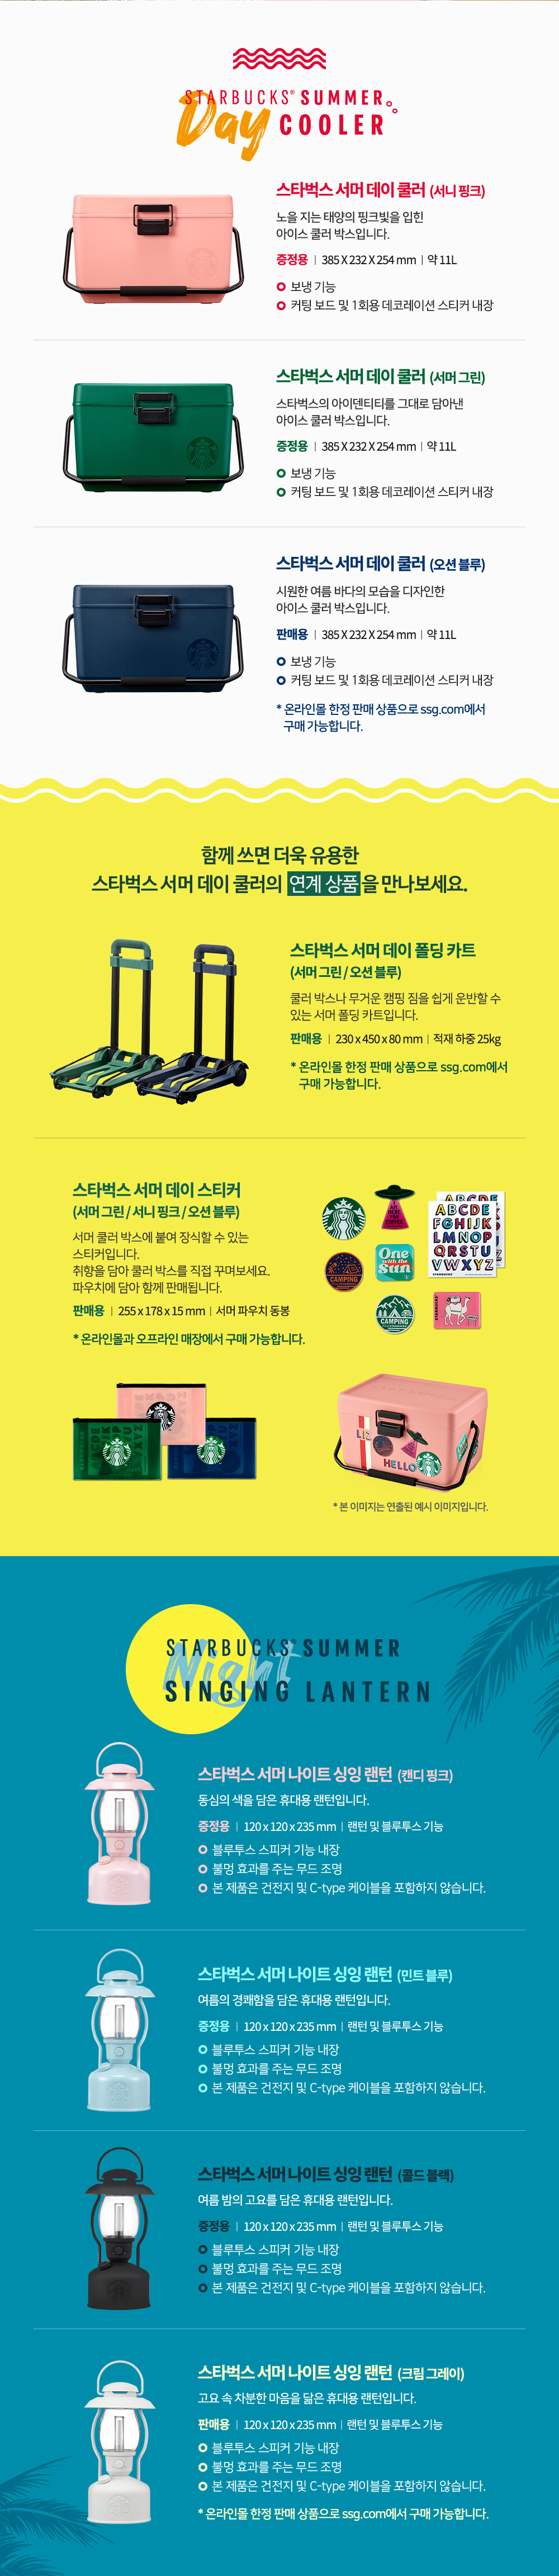 STARBUCKS® SUMMER
Day COOLER
스타벅스 서머 데이 쿨러 (서니 핑크)
노을 지는 태양의 핑크빛을 입힌
아이스 쿨러 박스입니다.
증정용 | 385 X 232 X 254 mm | 약 11L
보냉 기능
커팅 보드 및 1회용 데코레이션 스티커 내장
스타벅스 서머 데이 쿨러 (서머 그린)
스타벅스의 아이덴티티를 그대로 담아낸
아이스 쿨러 박스입니다.
증정용 | 385 X 232 X 254 mm | 약 11L
보냉 기능
커팅 보드 및 1회용 데코레이션 스티커 내장
스타벅스 서머 데이 쿨러 (오션 블루)
시원한 여름 바다의 모습을 디자인한
아이스 쿨러 박스입니다.
판매용 | 385 X 232 X 254 mm | 약 11L
보냉 기능
커팅 보드 및 1회용 데코레이션 스티커 내장
* 온라인몰 한정 판매 상품으로 ssg.com에서
구매 가능합니다.
함께 쓰면 더욱 유용한
스타벅스 서머 데이 쿨러의 연계 상품을 만나보세요.
스타벅스 서머 데이 폴딩 카트
(서머 그린 / 오션 블루)
쿨러 박스나 무거운 캠핑 짐을 쉽게 운반할 수
있는 서머 폴딩 카트입니다.
판매용 | 230 x 450 x 80 mm | 적재 하중 25kg
* 온라인몰 한정 판매 상품으로 ssg.com에서
구매 가능합니다.
스타벅스 서머 데이 스티커
(서머 그린 / 서니 핑크 / 오션 블루)
서머 쿨러 박스에 붙여 장식할 수 있는
스티커입니다.
취향을 담아 쿨러 박스를 직접 꾸며보세요.
파우치에 담아 함께 판매됩니다.
판매용 | 255 x 178 x 15 mm | 서머 파우치 동봉
* 온라인몰과 오프라인 매장에서 구매 가능합니다.
COFFEE
ABCDE
ABCDE
FGHIJK
LMNOP
QRSTU
VWXYZ
CAMPING
One
with the
Sun
CAMPING
LIZ
HELLO
* 본 이미지는 연출된 예시 이미지입니다.
STARBUCKS® SUMMER
Night
SINGING LANTERN
스타벅스 서머 나이트 싱잉 랜턴 (캔디 핑크)
동심의 색을 담은 휴대용 랜턴입니다.
증정용 | 120 x 120 x 235 mm | 랜턴 및 블루투스 기능
블루투스 스피커 기능 내장
불멍 효과를 주는 무드 조명
본 제품은 건전지 및 C-type 케이블을 포함하지 않습니다.
스타벅스 서머 나이트 싱잉 랜턴 (민트 블루)
여름의 경쾌함을 담은 휴대용 랜턴입니다.
증정용 | 120 x 120 x 235 mm | 랜턴 및 블루투스 기능
블루투스 스피커 기능 내장
불멍 효과를 주는 무드 조명
본 제품은 건전지 및 C-type 케이블을 포함하지 않습니다.
스타벅스 서머 나이트 싱잉 랜턴 (콜드 블랙)
여름 밤의 고요를 담은 휴대용 랜턴입니다.
증정용 | 120 x 120 x 235 mm | 랜턴 및 블루투스 기능
블루투스 스피커 기능 내장
불멍 효과를 주는 무드 조명
본 제품은 건전지 및 C-type 케이블을 포함하지 않습니다.
스타벅스 서머 나이트 싱잉 랜턴 (크림 그레이)
고요 속 차분한 마음을 닮은 휴대용 랜턴입니다.
판매용 | 120 x 120 x 235 mm | 랜턴 및 블루투스 기능
블루투스 스피커 기능 내장
불멍 효과를 주는 무드 조명
본 제품은 건전지 및 C-type 케이블을 포함하지 않습니다.
* 온라인몰 한정 판매 상품으로 ssg.com에서 구매 가능합니다.